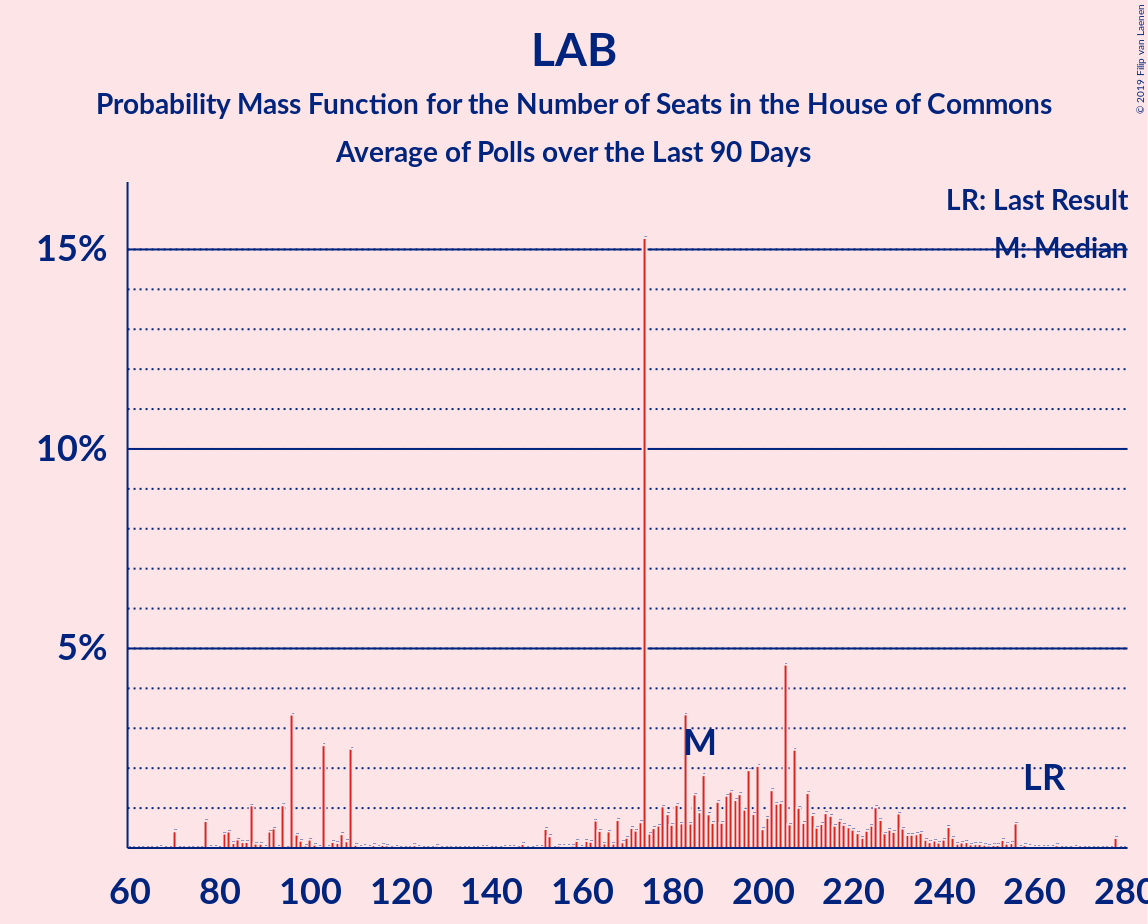 LAB
Probability Mass Function for the Number of Seats in the House of Commons
Average of Polls over the Last 90 Days
© 2019 Filip van Laenen
LR: Last Result
M: Median
15%
10%
5%
M
LR
60 80 100 120 140 160 180 200 220 240 260 280